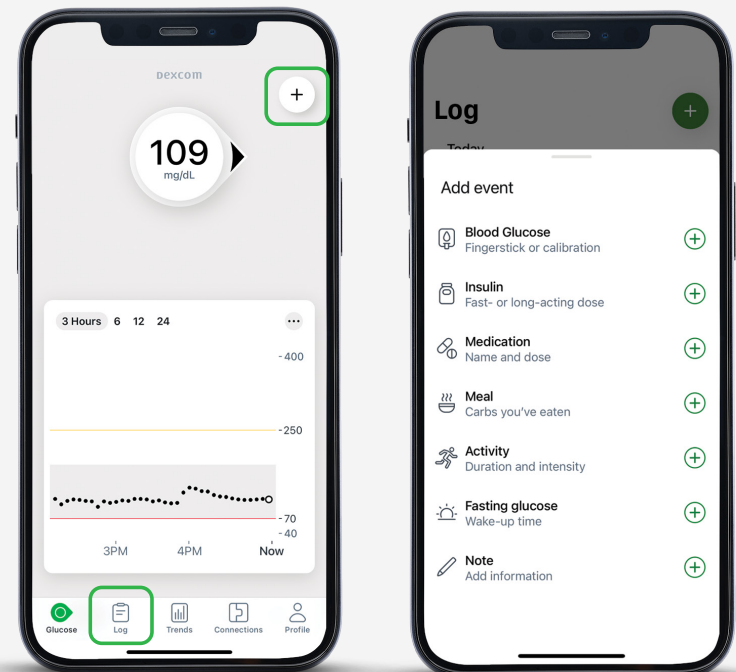 Dexcom
+
109
mg/dL
3 Hours 6 12 24
...
-400
-250
-70
-40
3PM 4PM Now
Glucose Log Trends Connections Profile
Log
+
Today
Add event
Blood Glucose
Fingerstick or calibration
Insulin
Fast- or long-acting dose
Medication
Name and dose
Meal
Carbs you've eaten
Activity
Duration and intensity
Fasting glucose
Wake-up time
Note
Add information